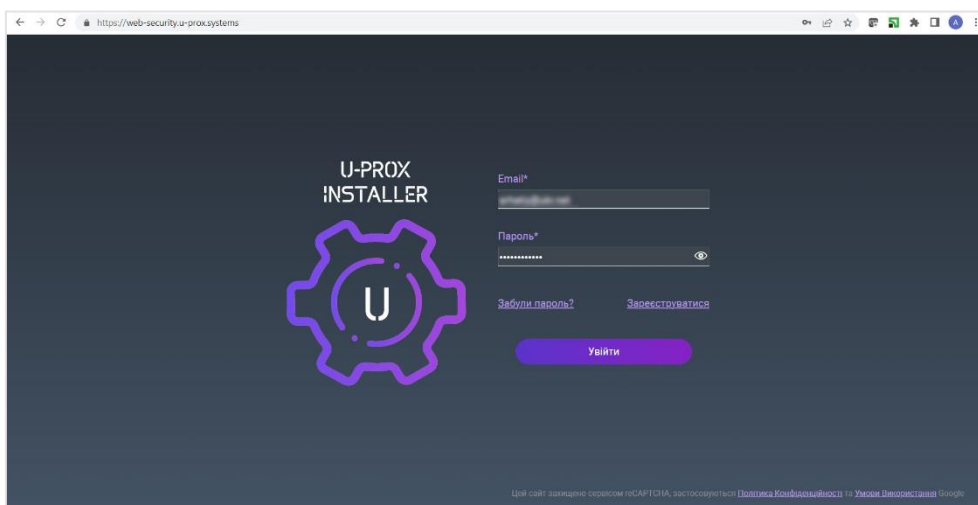 https://web-security.u-prox.systems
A
U-PROX
INSTALLER
Email*
Пароль*
Забули пароль?
Зареєструватися
Увійти
U
Цей сайт захищено сервісом reCAPTCHA, застосовуються Політика Конфіденційності та Умови Використання Google